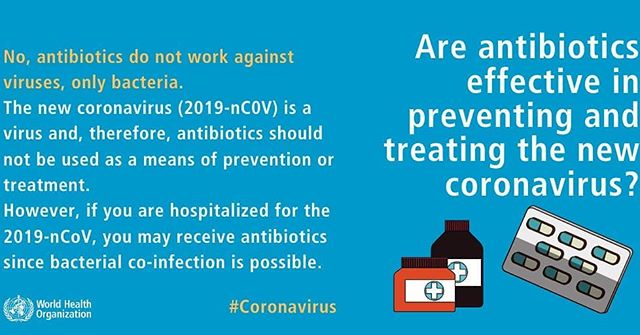 Are antibiotics
effective in
preventing and
treating the new
coronavirus?
No, antibiotics do not work against
viruses, only bacteria.
The new coronavirus (2019-nC0V) is a
virus and, therefore, antibiotics should
not be used as a means of prevention or
treatment.
However, if you are hospitalized for the
2019-nCoV, you may receive antibiotics
since bacterial co-infection is possible.
World Health
Organization
#Coronavirus